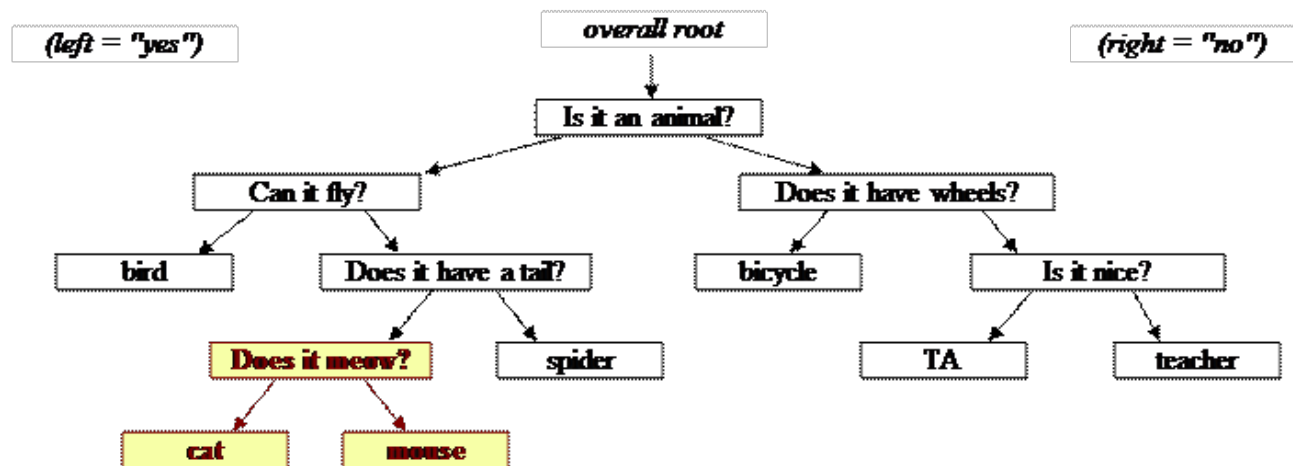 (left = "yes")
overall root
(right = "no")
Is it an animal?
Can it fly?
Does it have wheels?
bird
Does it have a tail?
bicycle
Is it nice?
Does it meow?
spider
TA
teacher
cat
mouse